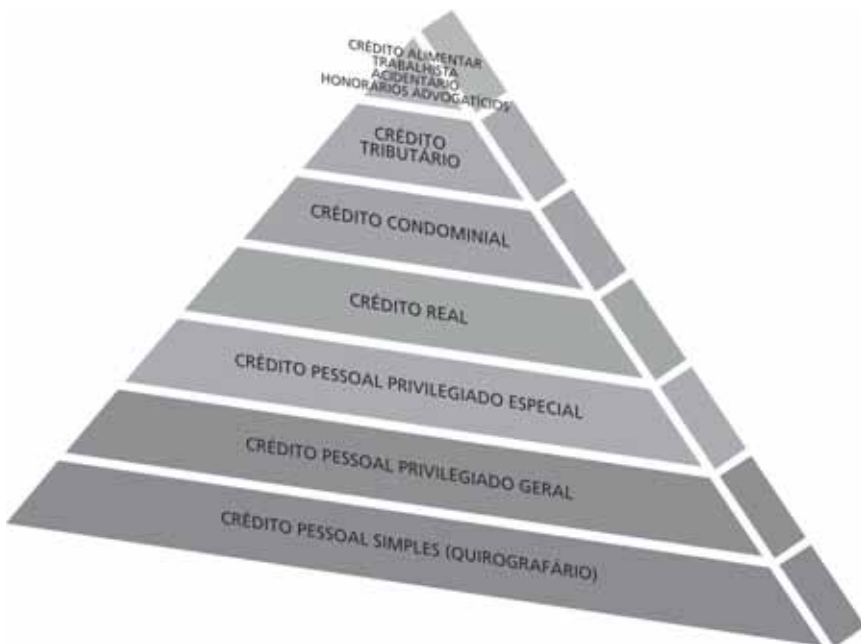 CRÉDITO ALIMENTAR
TRABALHISTA
ACIDENTÁRIO
HONORÁRIOS ADVOGATÍCIOS
CRÉDITO
TRIBUTÁRIO
CRÉDITO CONDOMINIAL
CRÉDITO REAL
CRÉDITO PESSOAL PRIVILEGIADO ESPECIAL
CRÉDITO PESSOAL PRIVILEGIADO GERAL
CRÉDITO PESSOAL SIMPLES (QUIROGRAFÁRIO)